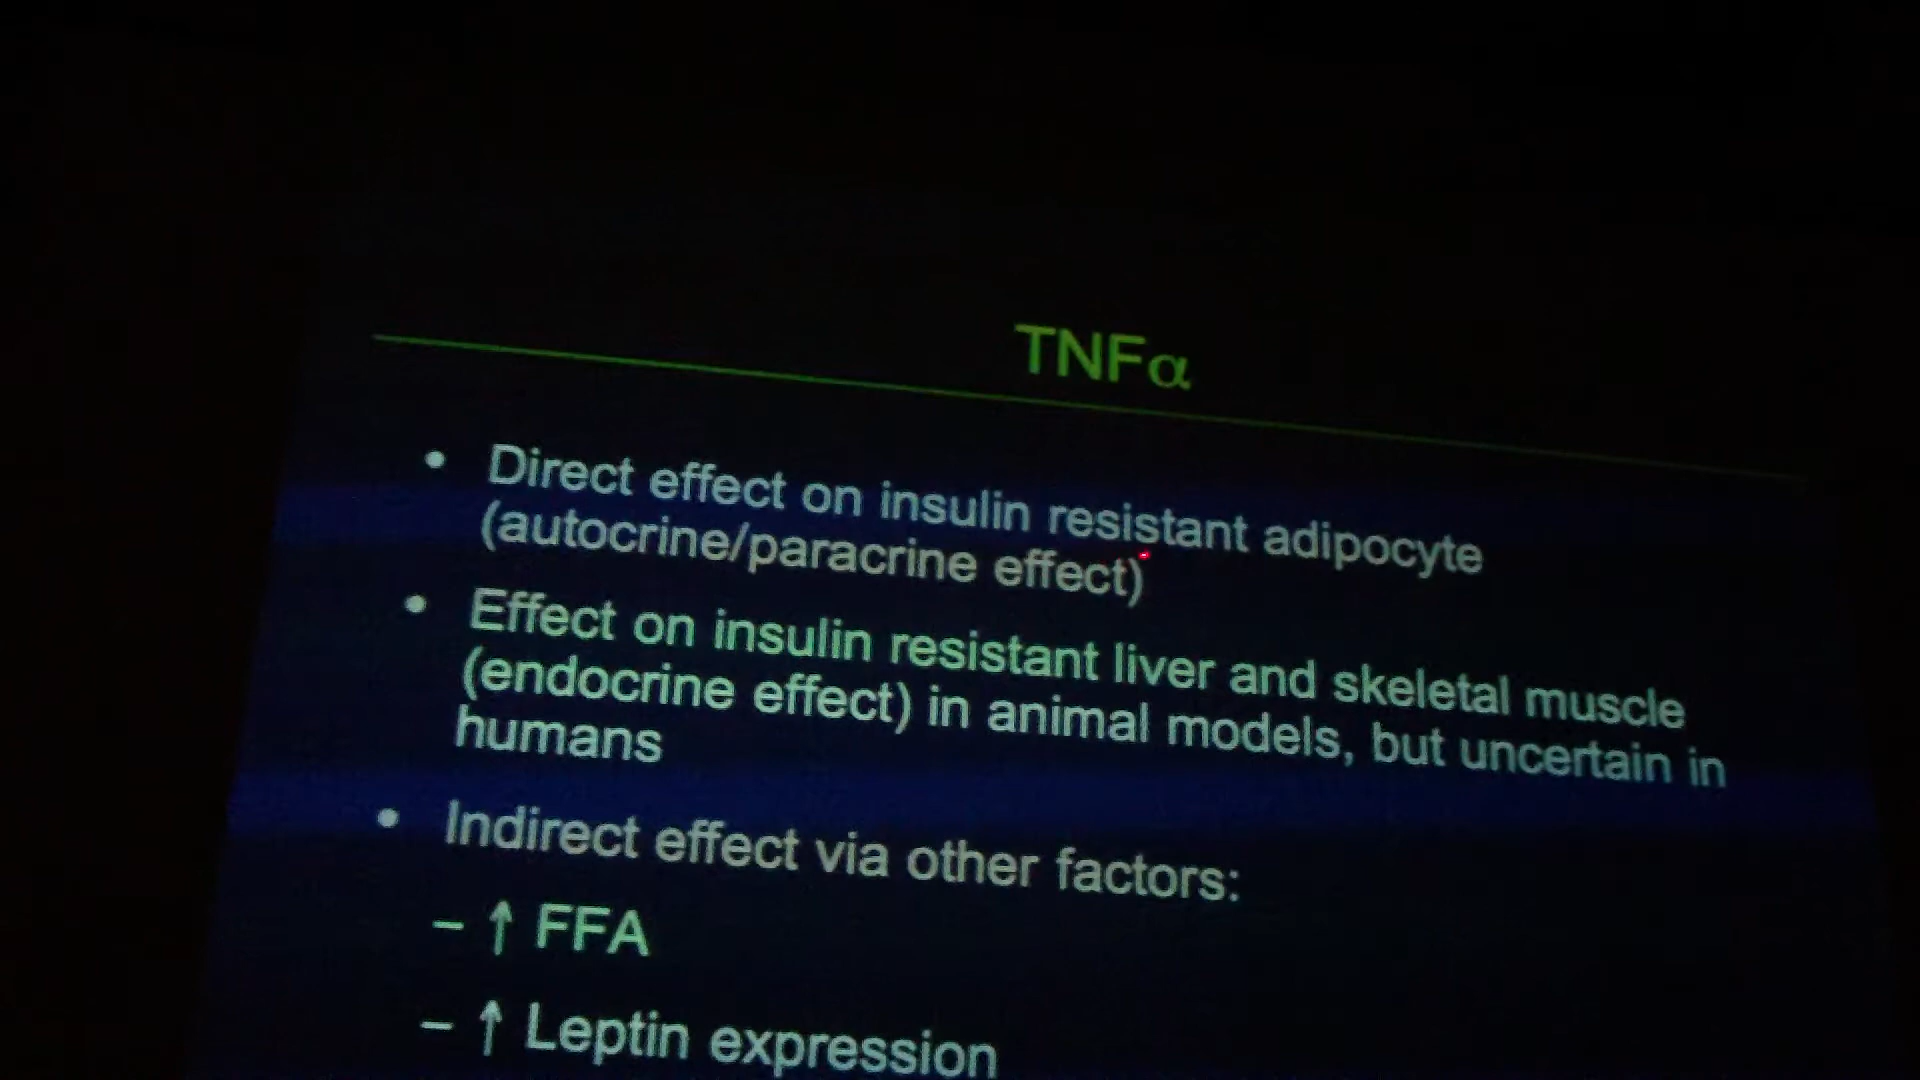 TNFα
• Direct effect on insulin resistant adipocyte
(autocrine/paracrine effect)
• Effect on insulin resistant liver and skeletal muscle
(endocrine effect) in animal models, but uncertain in
humans
• Indirect effect via other factors:
– ↑ FFA
– ↑ Leptin expression